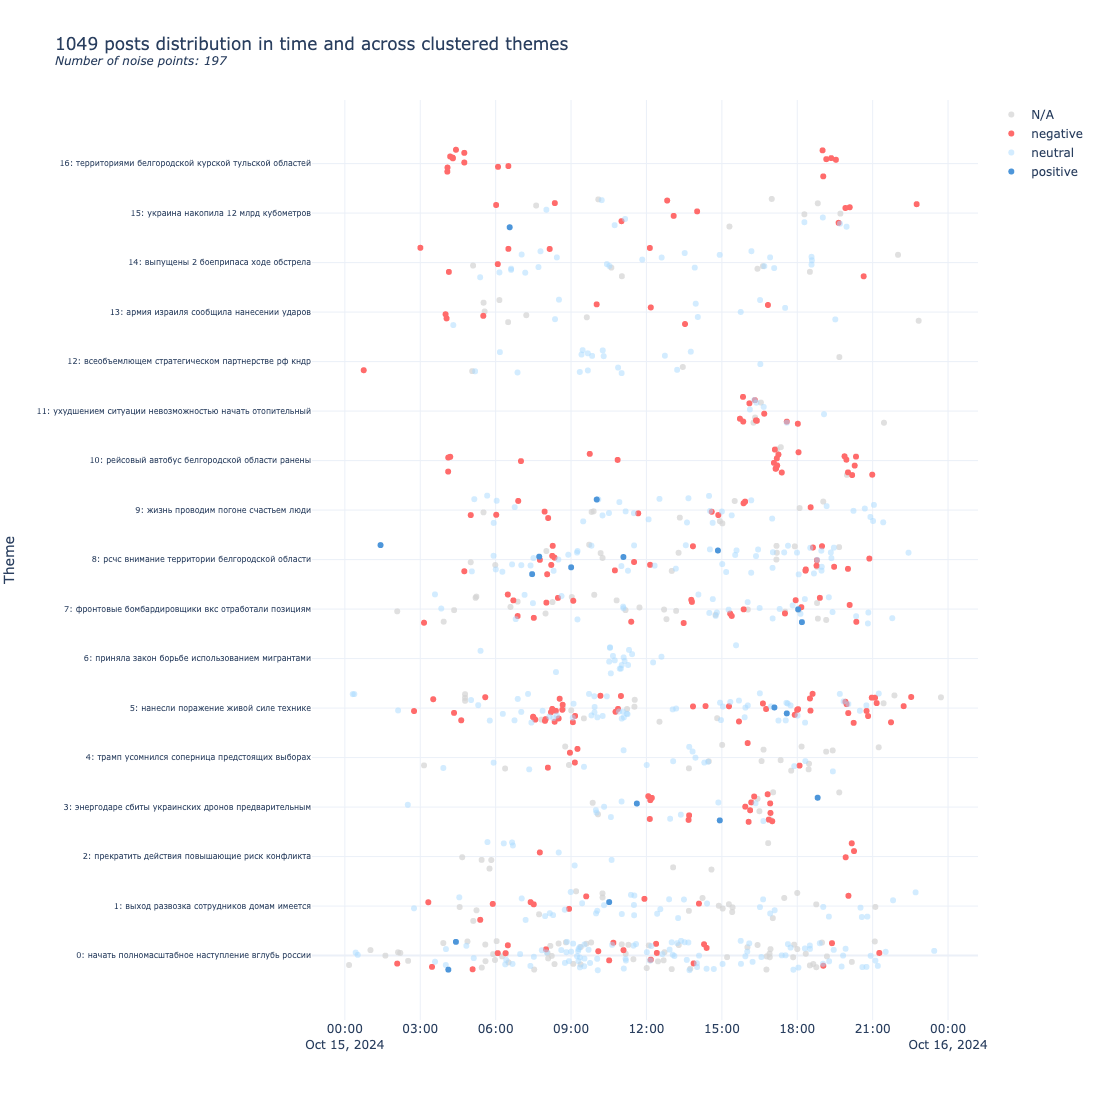 1049 posts distribution in time and across clustered themes
Number of noise points: 197
N/A
negative
neutral
positive
Theme
16: территориями белгородской курской тульской областей
15: украина накопила 12 млрд кубометров
14: выпущены 2 боеприпаса ходе обстрела
13: армия израиля сообщила нанесении ударов
12: всеобъемлющем стратегическом партнерстве рф кндр
11: ухудшением ситуации невозможностью начать отопительный
10: рейсовый автобус белгородской области ранены
9: жизнь проводим погоне счастьем люди
8: рсчс внимание территории белгородской области
7: фронтовые бомбардировщики вкс отработали позициям
6: приняла закон борьбе использованием мигрантами
5: нанесли поражение живой силе технике
4: трамп усомнился соперница предстоящих выборах
3: энергодаре сбиты украинских дронов предварительным
2: прекратить действия повышающие риск конфликта
1: выход развозка сотрудников домам имеется
0: начать полномасштабное наступление вглубь россии
00:00 03:00 06:00 09:00 12:00 15:00 18:00 21:00 00:00
Oct 15, 2024 Oct 16, 2024